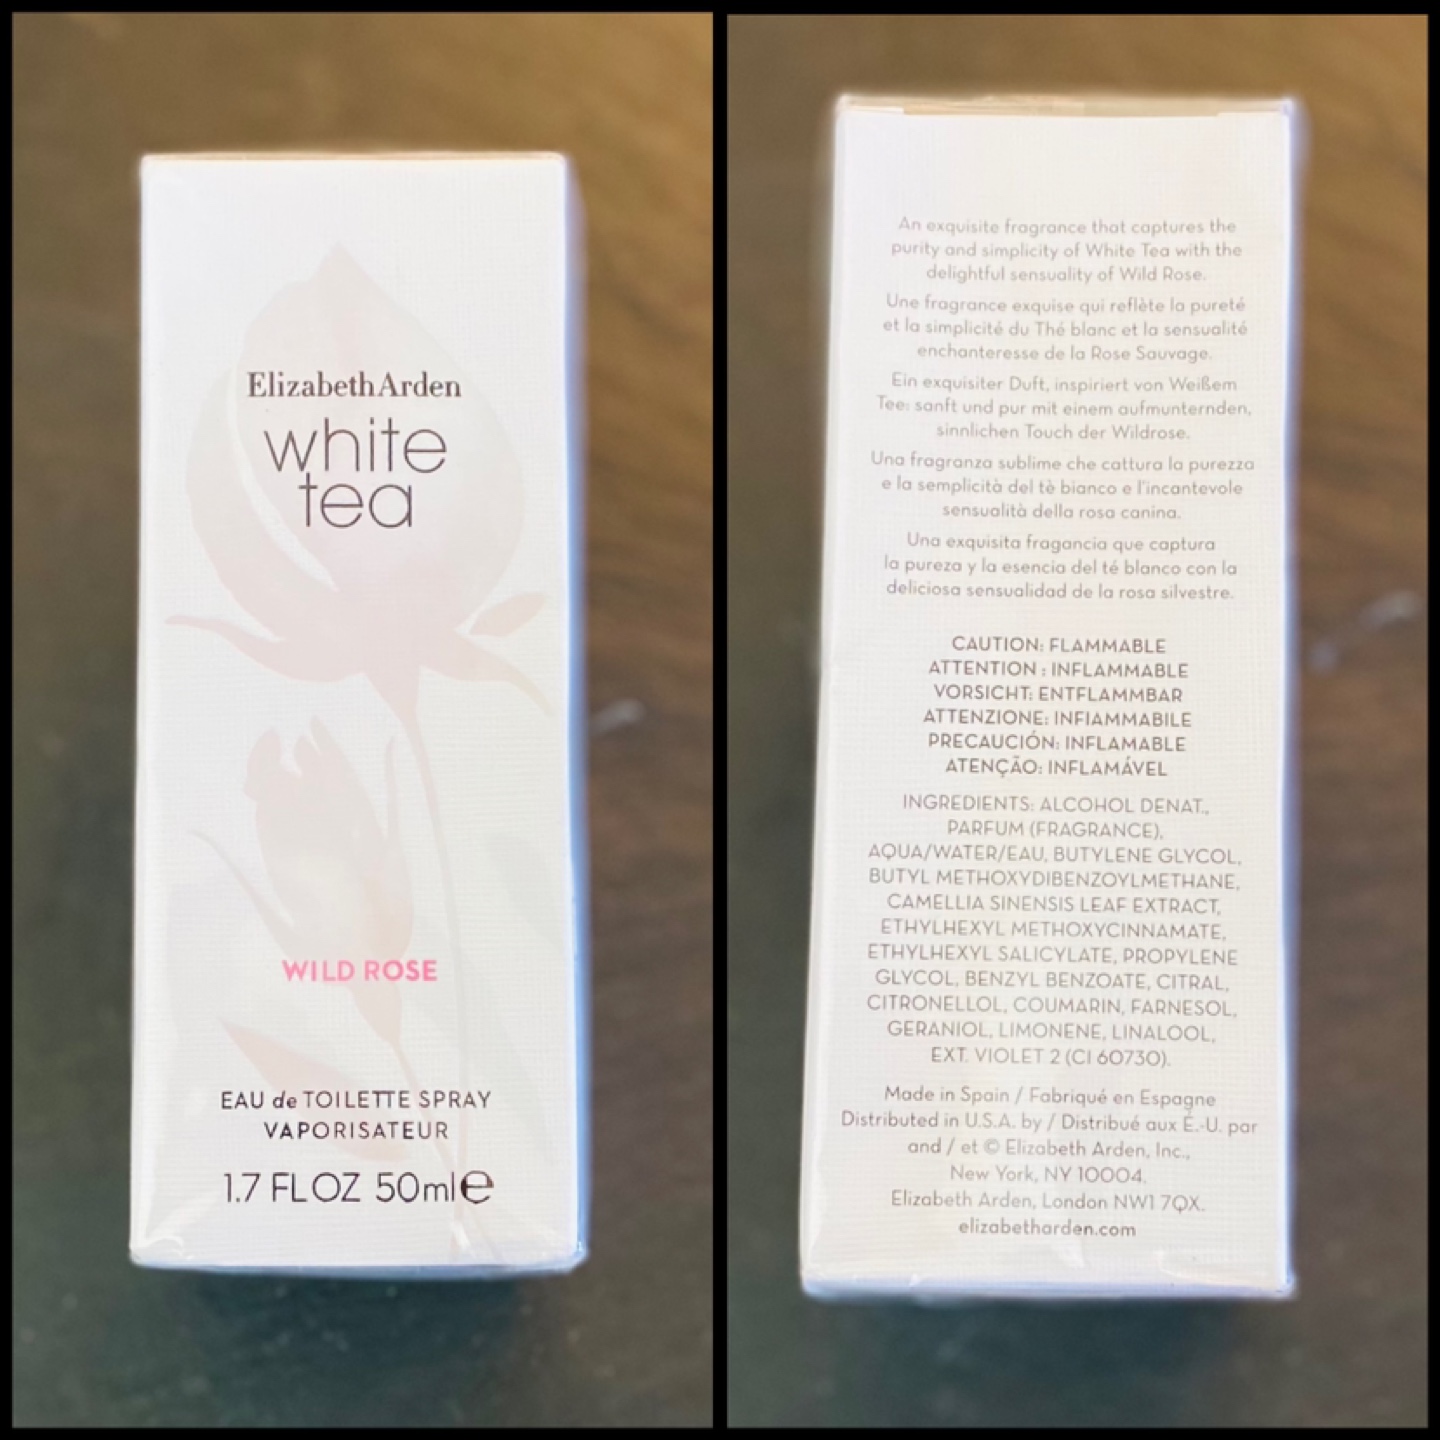 ElizabethArden
white
tea
WILD ROSE
EAU de TOILETTE SPRAY
VAPORISATEUR
1.7 FL OZ 50ml℮
An exquisite fragrance that captures the
purity and simplicity of White Tea with the
delightful sensuality of Wild Rose.
Une fragrance exquise qui reflète la pureté
et la simplicité du Thé blanc et la sensualité
enchanteresse de la Rose Sauvage.
Ein exquisiter Duft, inspiriert von Weißem
Tee: sanft und pur mit einem aufmunternden,
sinnlichen Touch der Wildrose.
Una fragranza sublime che cattura la purezza
e la semplicità del tè bianco e l'incantevole
sensualità della rosa canina.
Una exquisita fragancia que captura
la pureza y la esencia del té blanco con la
deliciosa sensualidad de la rosa silvestre.
CAUTION: FLAMMABLE
ATTENTION : INFLAMMABLE
VORSICHT: ENTFLAMMBAR
ATTENZIONE: INFIAMMABILE
PRECAUCIÓN: INFLAMABLE
ATENÇÃO: INFLAMÁVEL
INGREDIENTS: ALCOHOL DENAT.,
PARFUM (FRAGRANCE),
AQUA/WATER/EAU, BUTYLENE GLYCOL,
BUTYL METHOXYDIBENZOYLMETHANE,
CAMELLIA SINENSIS LEAF EXTRACT,
ETHYLHEXYL METHOXYCINNAMATE,
ETHYLHEXYL SALICYLATE, PROPYLENE
GLYCOL, BENZYL BENZOATE, CITRAL,
CITRONELLOL, COUMARIN, FARNESOL,
GERANIOL, LIMONENE, LINALOOL,
EXT. VIOLET 2 (CI 60730).
Made in Spain / Fabriqué en Espagne
Distributed in U.S.A. by / Distribué aux É.-U. par
and / et © Elizabeth Arden, Inc.,
New York, NY 10004.
Elizabeth Arden, London NW1 7QX.
elizabetharden.com